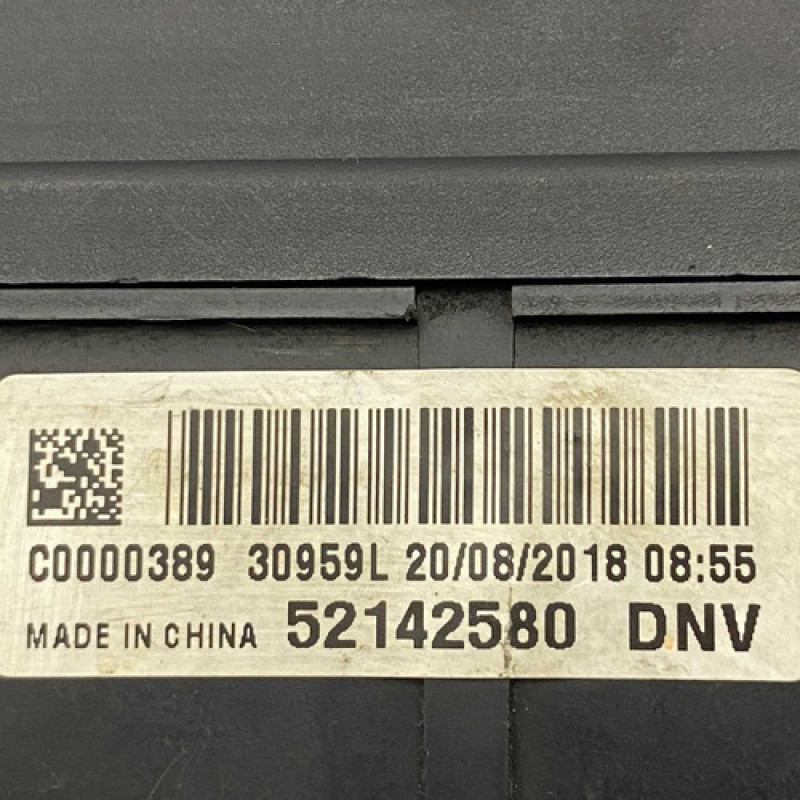 C0000389 30959L 20/08/2018 08:55
MADE IN CHINA 52142580 DNV